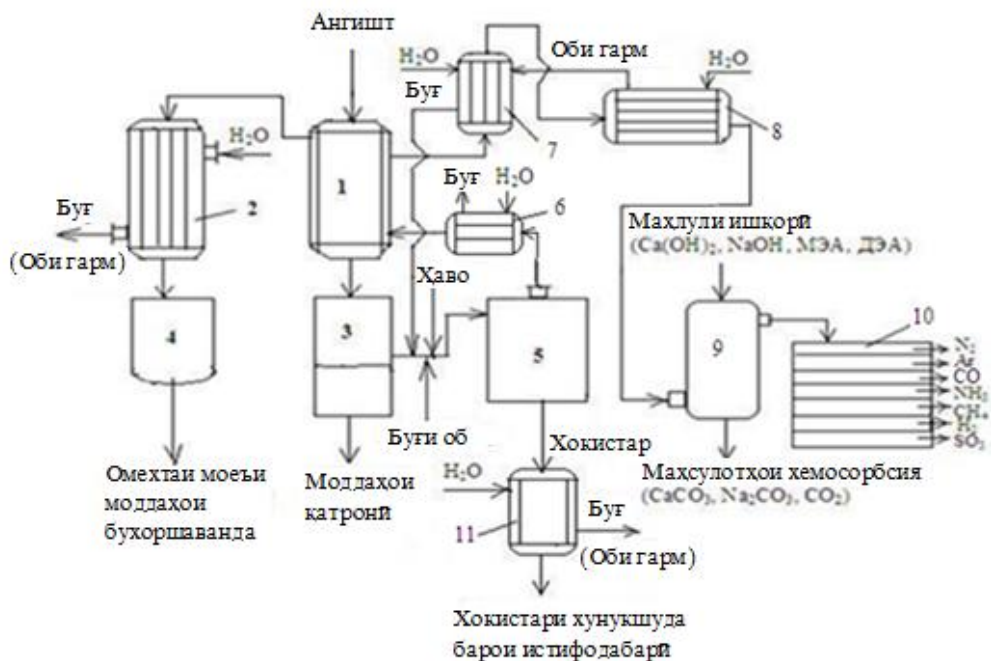 Ангишт
H₂O
Буғ
Оби гарм
H₂O
7
8
H₂O
2
Буғ
(Оби гарм)
1
Буғ
H₂O
6
Маҳлули ишқорӣ
(Ca(OH)₂, NaOH, МЭА, ДЭА)
4
3
Ҳаво
5
9
10
N₂
Ar
CO
NH₃
CH₄
H₂
SO₂
Буғи об
Хокистар
Омехтаи моеъи
моддаҳои
бухоршаванда
Моддаҳои
қатронӣ
H₂O
11
Буғ
(Оби гарм)
Маҳсулотҳои хемосорбсия
(CaCO₃, Na₂CO₃, CO₂)
Хокистари хунукшуда
барои истифодабарӣ